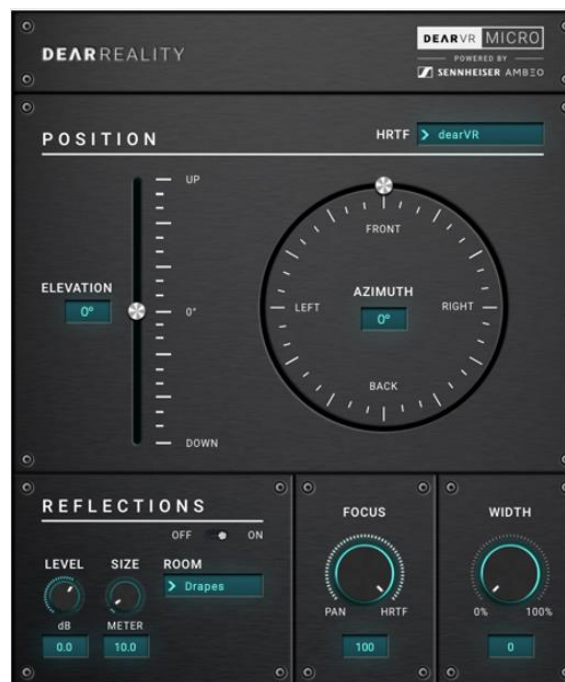 DEARREALITY
DEARVR MICRO
POWERED BY
SENNHEISER AMBEO
POSITION
HRTF > dearVR
UP
ELEVATION
0°
0°
DOWN
FRONT
LEFT
AZIMUTH
0°
RIGHT
BACK
REFLECTIONS
OFF ON
LEVEL SIZE ROOM
> Drapes
dB METER
0.0 10.0
FOCUS
PAN HRTF
100
WIDTH
0% 100%
0